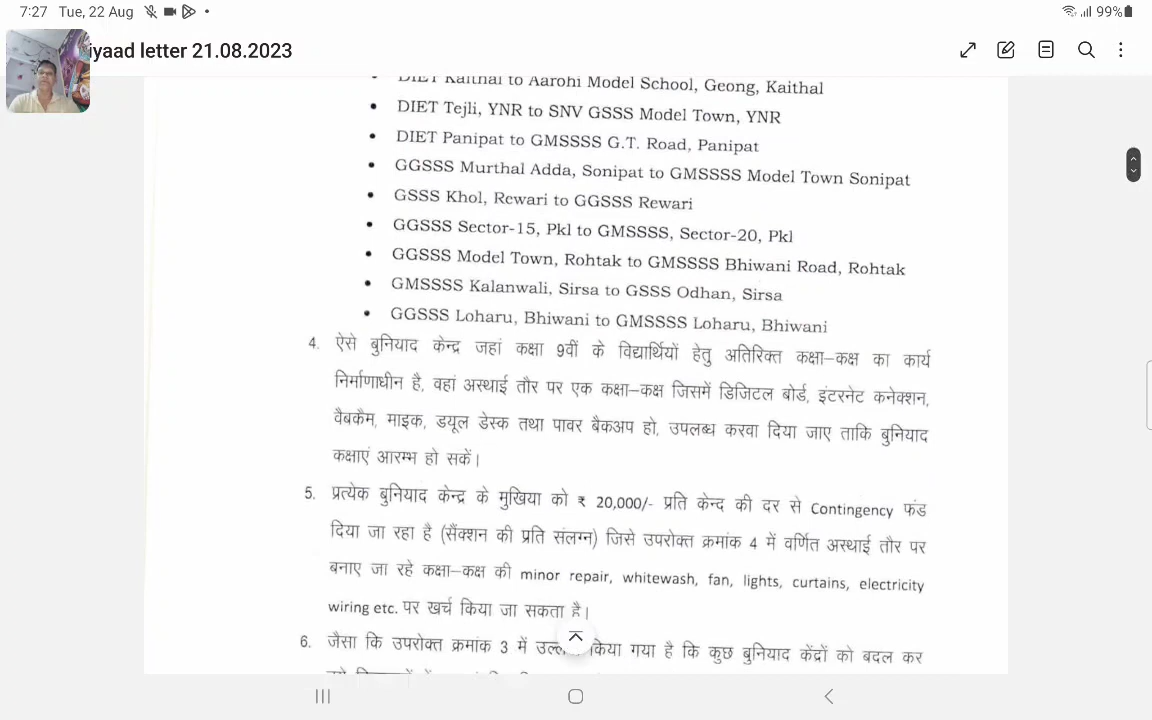 7:27 Tue, 22 Aug
99%
iyaad letter 21.08.2023
DIET Kaithal to Aarohi Model School, Geong, Kaithal
• DIET Tejli, YNR to SNV GSSS Model Town, YNR
• DIET Panipat to GMSSSS G.T. Road, Panipat
• GGSSS Murthal Adda, Sonipat to GMSSSS Model Town Sonipat
• GSSS Khol, Rewari to GGSSS Rewari
• GGSSS Sector-15, Pkl to GMSSSS, Sector-20, Pkl
• GGSSS Model Town, Rohtak to GMSSSS Bhiwani Road, Rohtak
• GMSSSS Kalanwali, Sirsa to GSSS Odhan, Sirsa
• GGSSS Loharu, Bhiwani to GMSSSS Loharu, Bhiwani
4. ऐसे बुनियाद केन्द्र जहां कक्षा 9वीं के विद्यार्थियों हेतु अतिरिक्त कक्षा–कक्ष का कार्य
निर्माणाधीन है, वहां अस्थाई तौर पर एक कक्षा–कक्ष जिसमें डिजिटल बोर्ड, इंटरनेट कनेक्शन,
वैबकैम, माइक, डयूल डेस्क तथा पावर बैकअप हो, उपलब्ध करवा दिया जाए ताकि बुनियाद
कक्षाएं आरम्भ हो सकें।
5. प्रत्येक बुनियाद केन्द्र के मुखिया को ₹ 20,000/- प्रति केन्द की दर से Contingency फंड
दिया जा रहा है (सैंक्शन की प्रति संलग्न) जिसे उपरोक्त क्रमांक 4 में वर्णित अस्थाई तौर पर
बनाए जा रहे कक्षा–कक्ष की minor repair, whitewash, fan, lights, curtains, electricity
wiring etc. पर खर्च किया जा सकता है।
6. जैसा कि उपरोक्त क्रमांक 3 में किया गया है कि कुछ बुनियाद केंद्रों को बदल कर